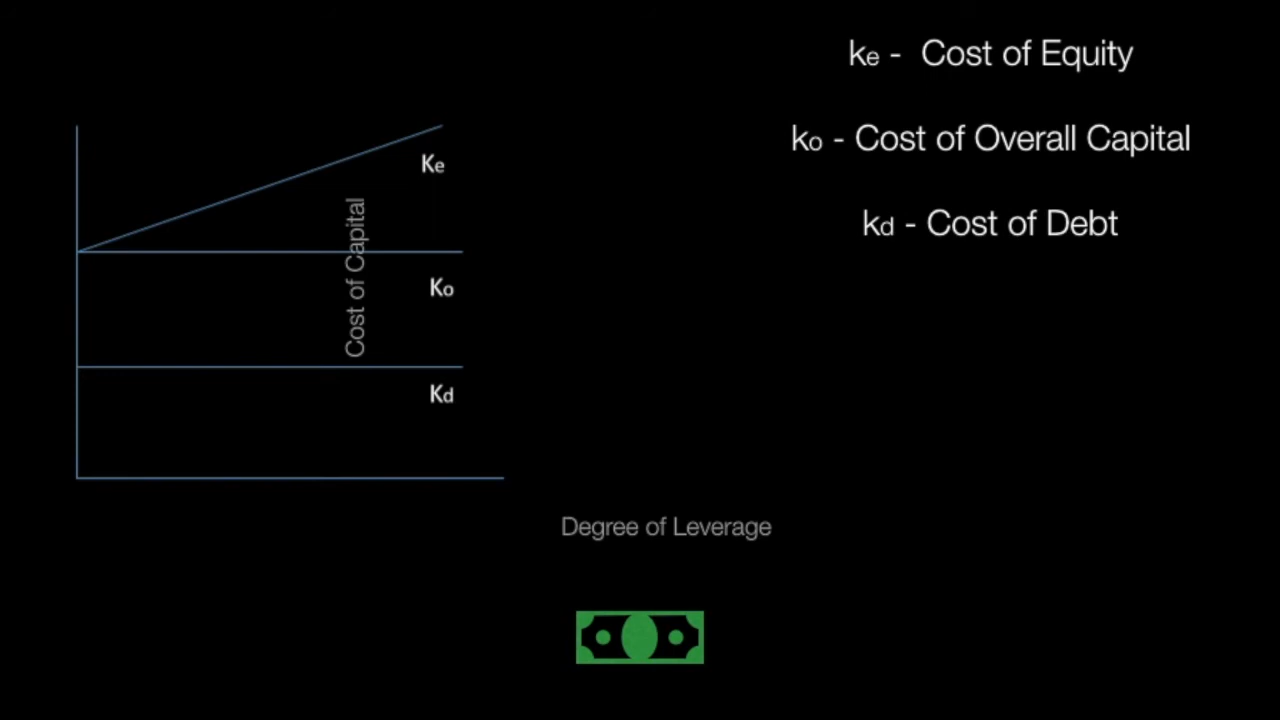 ke - Cost of Equity
ko - Cost of Overall Capital
kd - Cost of Debt
Ke
Cost of Capital
Ko
Kd
Degree of Leverage